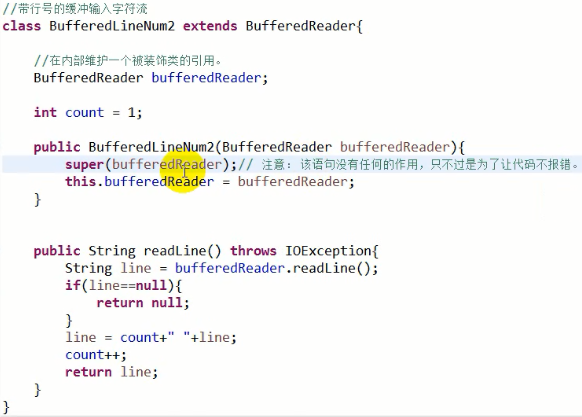 //带行号的缓冲输入字符流
class BufferedLineNum2 extends BufferedReader{
//在内部维护一个被装饰类的引用。
BufferedReader bufferedReader;
int count = 1;
public BufferedLineNum2(BufferedReader bufferedReader){
super(bufferedReader);// 注意: 该语句没有任何的作用，只不过是为了让代码不报错。
this.bufferedReader = bufferedReader;
}
public String readLine() throws IOException{
String line = bufferedReader.readLine();
if(line==null){
return null;
}
line = count+" "+line;
count++;
return line;
}
}